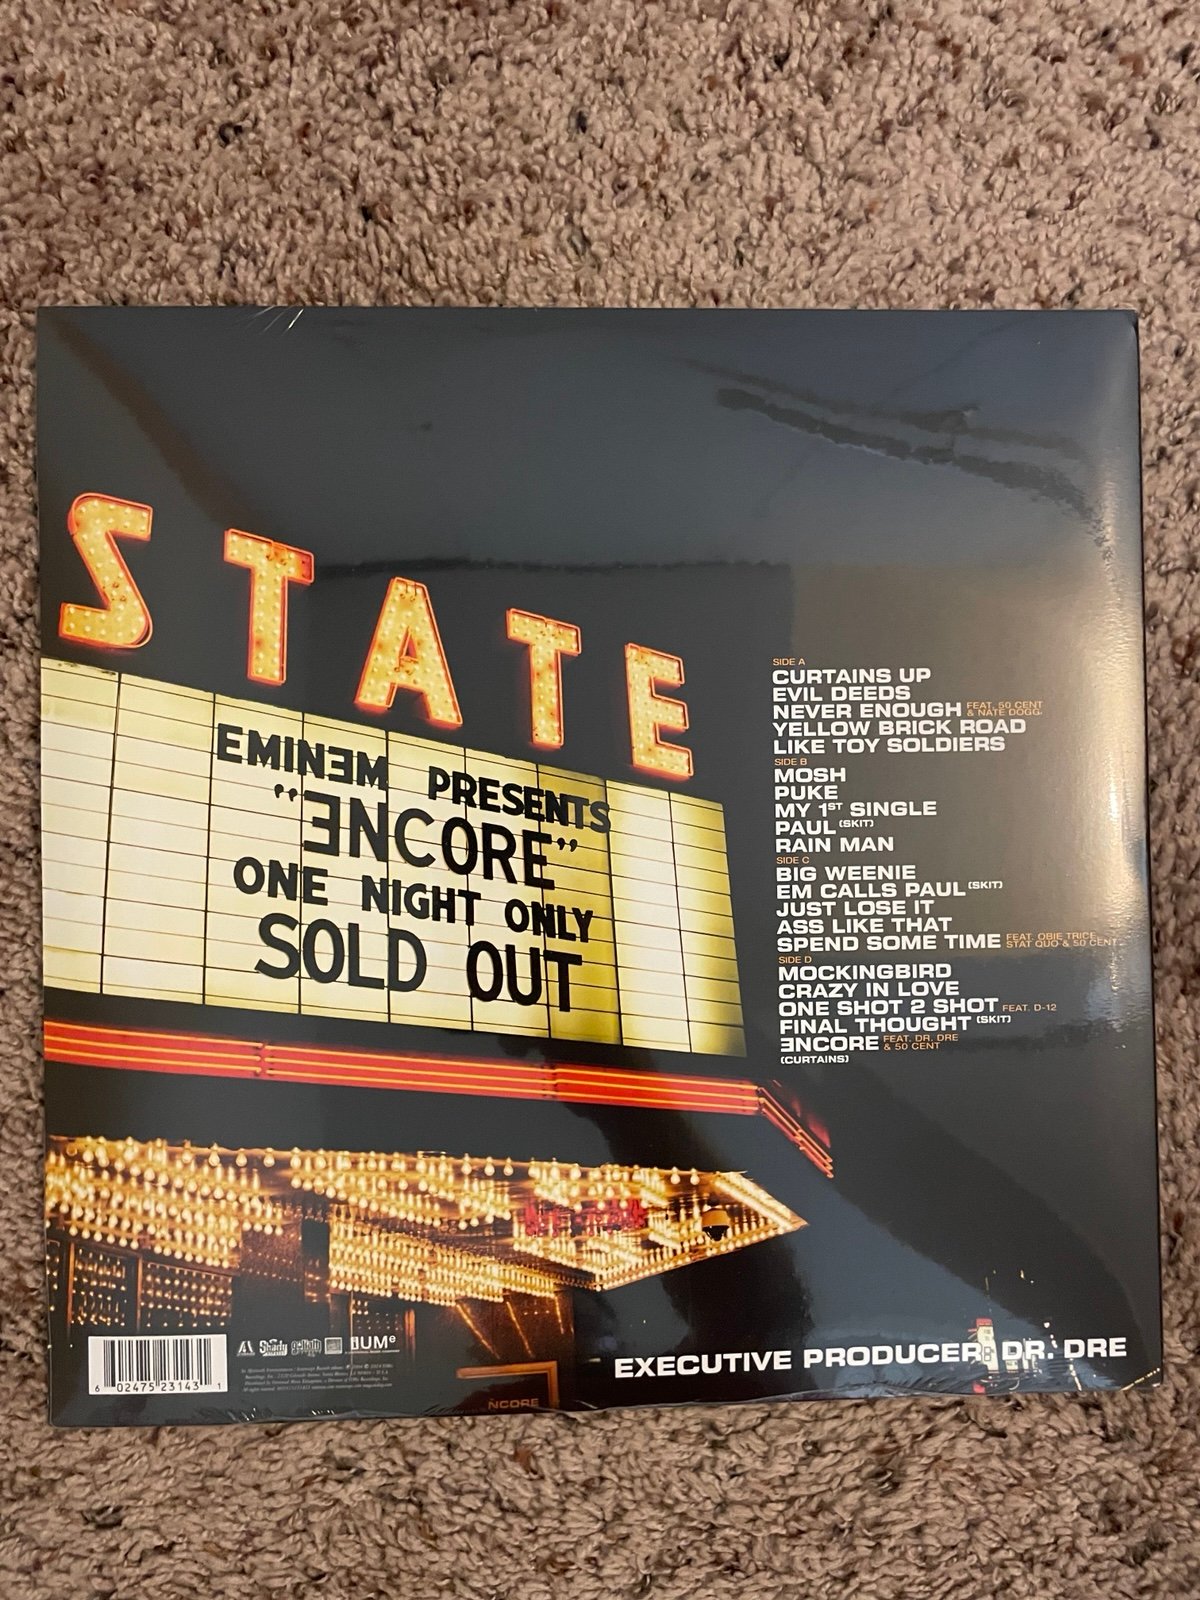 STATE
EMINƎM PRESENTS
"ƎNCORE"
ONE NIGHT ONLY
SOLD OUT
SIDE A
CURTAINS UP
EVIL DEEDS
NEVER ENOUGH FEAT. 50 CENT & NATE DOGG
YELLOW BRICK ROAD
LIKE TOY SOLDIERS
SIDE B
MOSH
PUKE
MY 1ST SINGLE
PAUL (SKIT)
RAIN MAN
SIDE C
BIG WEENIE
EM CALLS PAUL (SKIT)
JUST LOSE IT
ASS LIKE THAT
SPEND SOME TIME FEAT. OBIE TRICE, STAT QUO & 50 CENT
SIDE D
MOCKINGBIRD
CRAZY IN LOVE
ONE SHOT 2 SHOT FEAT. D-12
FINAL THOUGHT (SKIT)
ƎNCORE FEAT. DR. DRE & 50 CENT
(CURTAINS)
6 02475 23143 1
Shady
goliath
UMe
NCORE
EXECUTIVE PRODUCER DR. DRE